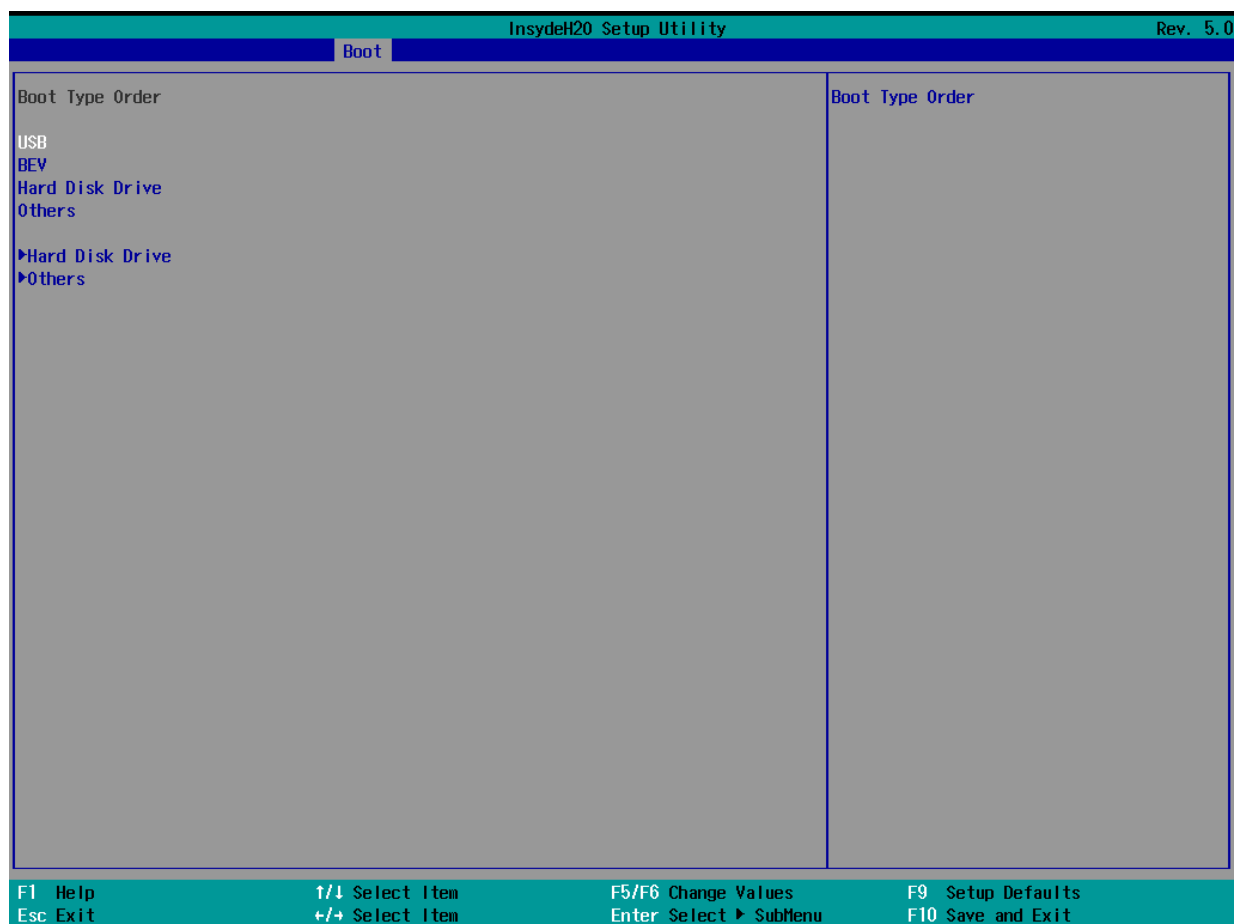 InsydeH20 Setup Utility Rev. 5.0
Boot
Boot Type Order
USB
BEV
Hard Disk Drive
Others
▶Hard Disk Drive
▶Others
Boot Type Order
F1 Help ↑/↓ Select Item F5/F6 Change Values F9 Setup Defaults
Esc Exit ←/→ Select Item Enter Select ▶ SubMenu F10 Save and Exit